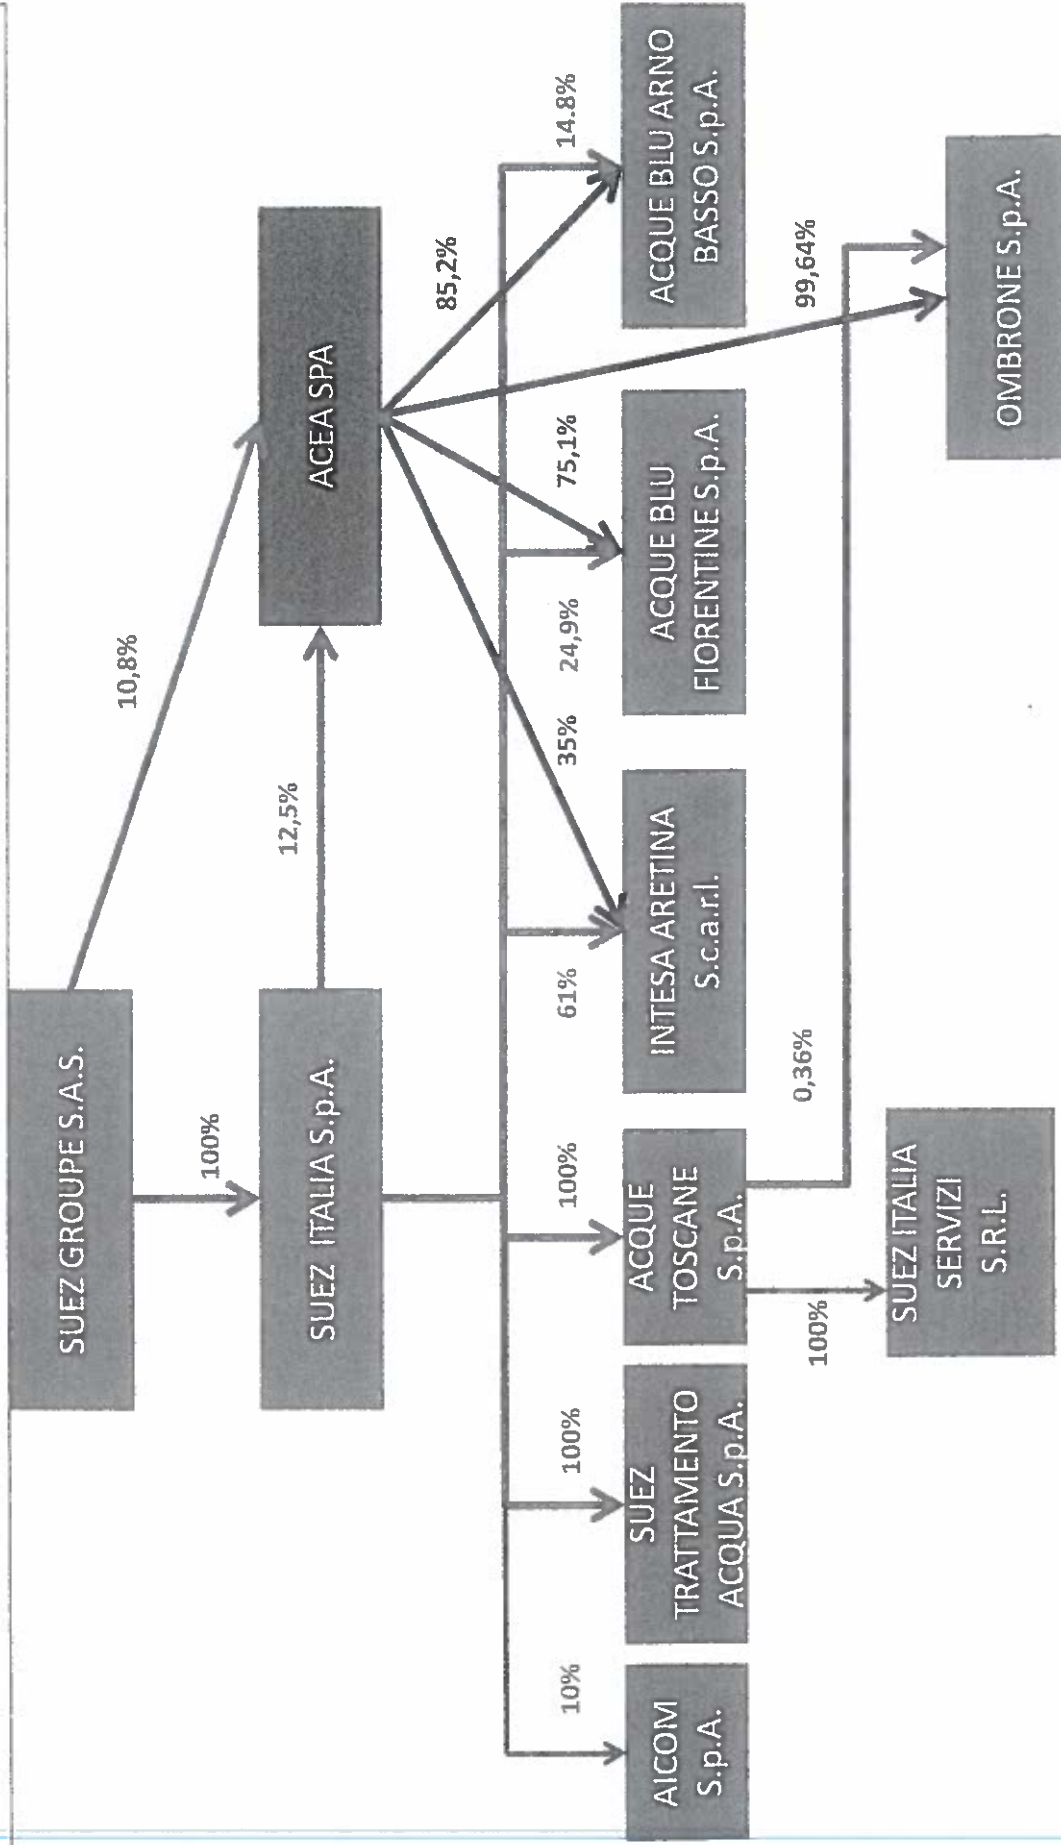 SUEZ GROUPE S.A.S.
10,8%
100%
SUEZ ITALIA S.p.A.
12,5%
ACEA SPA
85,2%
10%
100%
100%
61%
35%
24,9%
75,1%
14.8%
AICOM
S.p.A.
SUEZ
TRATTAMENTO
ACQUA S.p.A.
ACQUE
TOSCANE
S.p.A.
INTESA ARETINA
S.c.a.r.l.
ACQUE BLU
FIORENTINE S.p.A.
ACQUE BLU ARNO
BASSO S.p.A.
100%
0,36%
99,64%
SUEZ ITALIA
SERVIZI
S.R.L.
OMBRONE S.p.A.